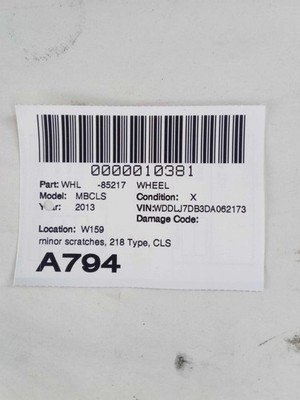 0000010381
Part: WHL -85217 WHEEL
Model: MBCLS Condition: X
Year: 2013 VIN:WDDLJ7DB3DA062173
Damage Code:
Location: W159
minor scratches, 218 Type, CLS
A794